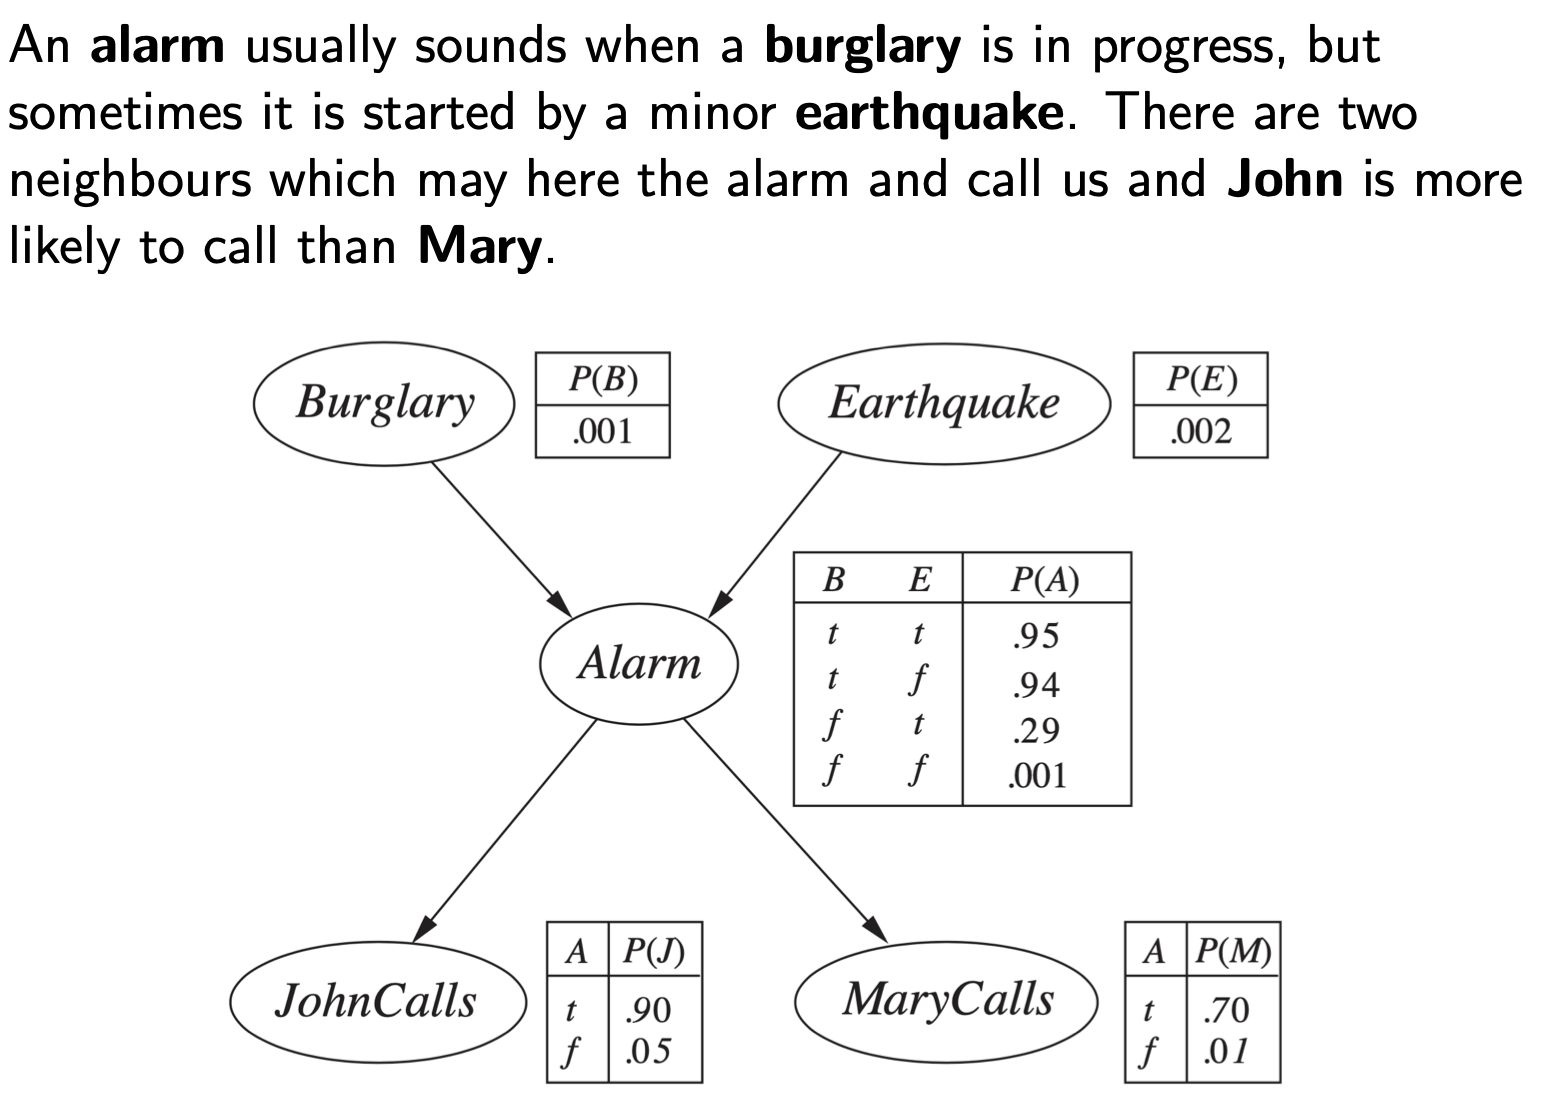 An alarm usually sounds when a burglary is in progress, but
sometimes it is started by a minor earthquake. There are two
neighbours which may here the alarm and call us and John is more
likely to call than Mary.
Burglary
P(B)
.001
Earthquake
P(E)
.002
Alarm
B E P(A)
t t .95
t f .94
f t .29
f f .001
JohnCalls
A P(J)
t .90
f .05
MaryCalls
A P(M)
t .70
f .01